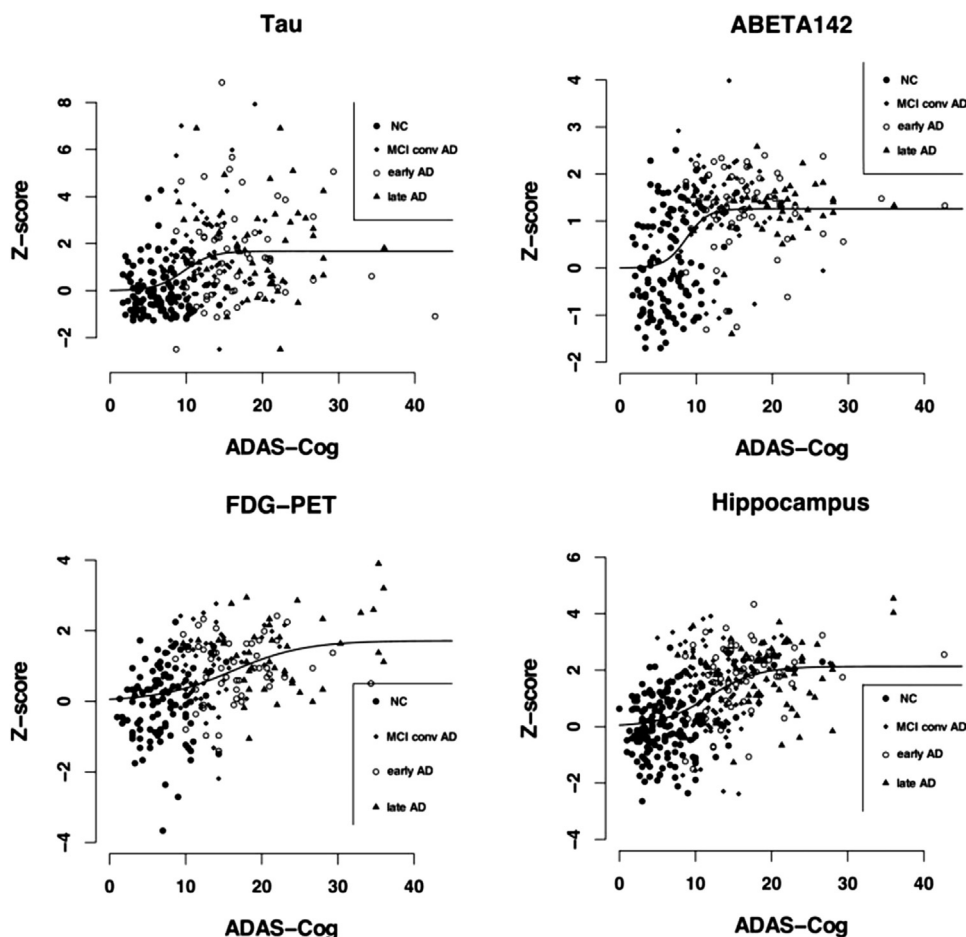 Tau
Z−score
8
6
4
2
0
−2
0 10 20 30 40
ADAS−Cog
NC
MCI conv AD
early AD
late AD
ABETA142
Z−score
4
3
2
1
0
−1
−2
0 10 20 30 40
ADAS−Cog
NC
MCI conv AD
early AD
late AD
FDG−PET
Z−score
4
2
0
−2
−4
0 10 20 30 40
ADAS−Cog
NC
MCI conv AD
early AD
late AD
Hippocampus
Z−score
6
4
2
0
−2
−4
0 10 20 30 40
ADAS−Cog
NC
MCI conv AD
early AD
late AD